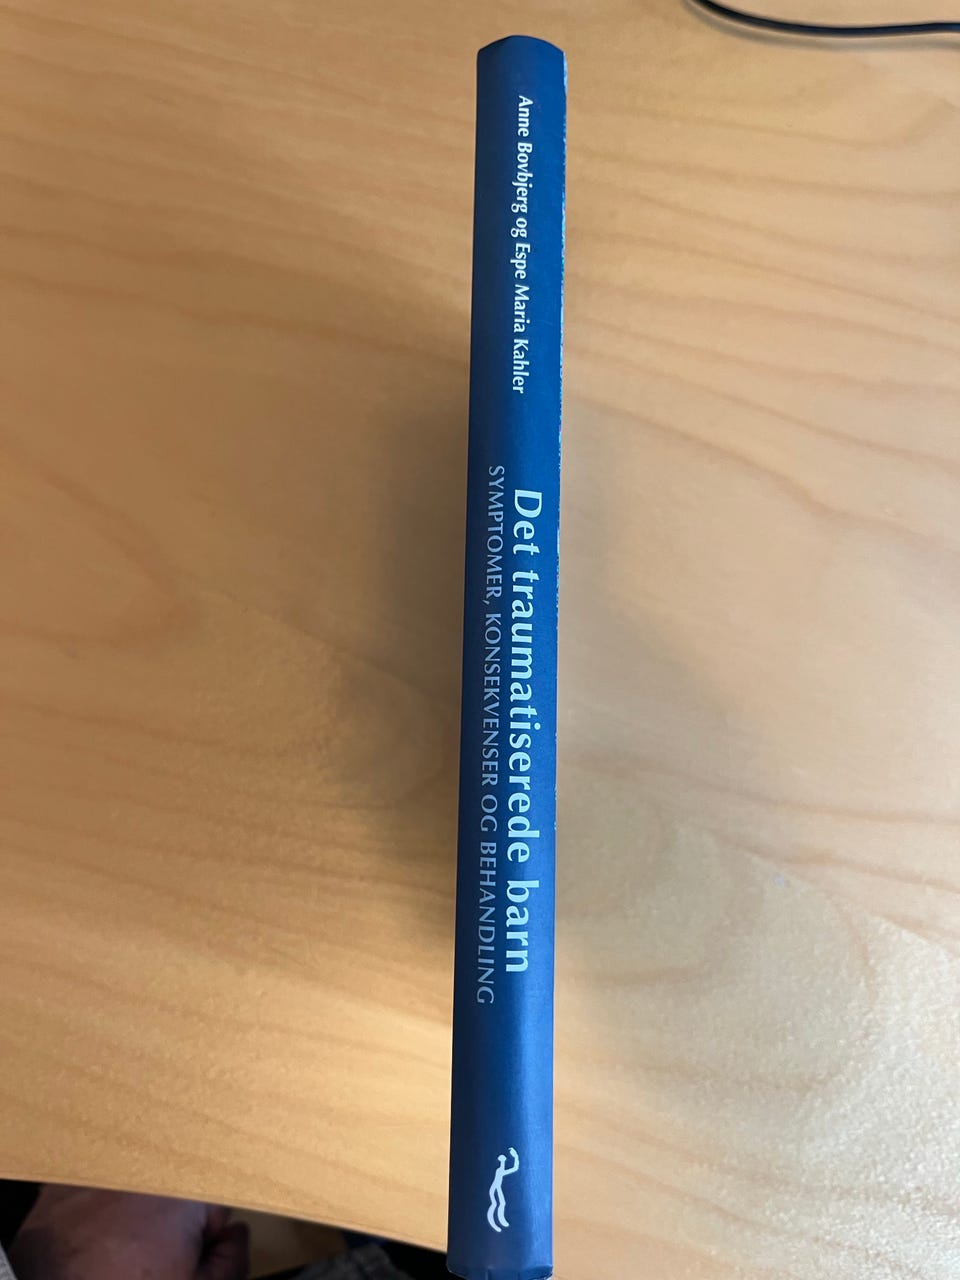 Anne Bovbjerg og Espe Maria Kahler
Det traumatiserede barn
SYMPTOMER, KONSEKVENSER OG BEHANDLING